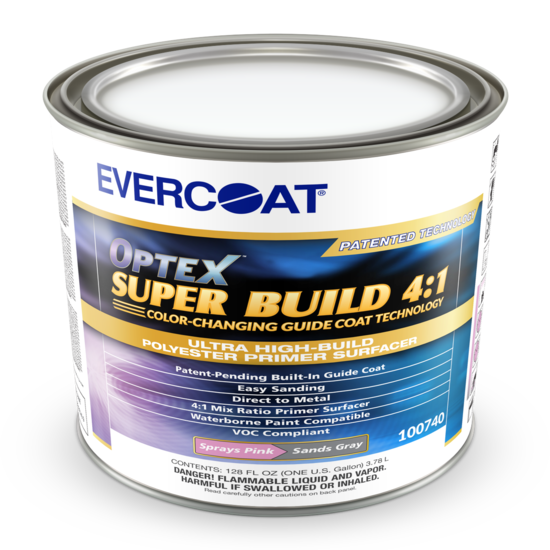 EVERCOAT®
PATENTED TECHNOLOGY
OPTEX™
SUPER BUILD 4:1
COLOR-CHANGING GUIDE COAT TECHNOLOGY
ULTRA HIGH-BUILD
POLYESTER PRIMER SURFACER
Patent-Pending Built-In Guide Coat
Easy Sanding
Direct to Metal
4:1 Mix Ratio Primer Surfacer
Waterborne Paint Compatible
VOC Compliant
100740
Sprays Pink Sands Gray
CONTENTS: 128 FL OZ (ONE U.S. Gallon) 3.78 L
DANGER! FLAMMABLE LIQUID AND VAPOR.
HARMFUL IF SWALLOWED OR INHALED.
Read carefully other cautions on back panel.